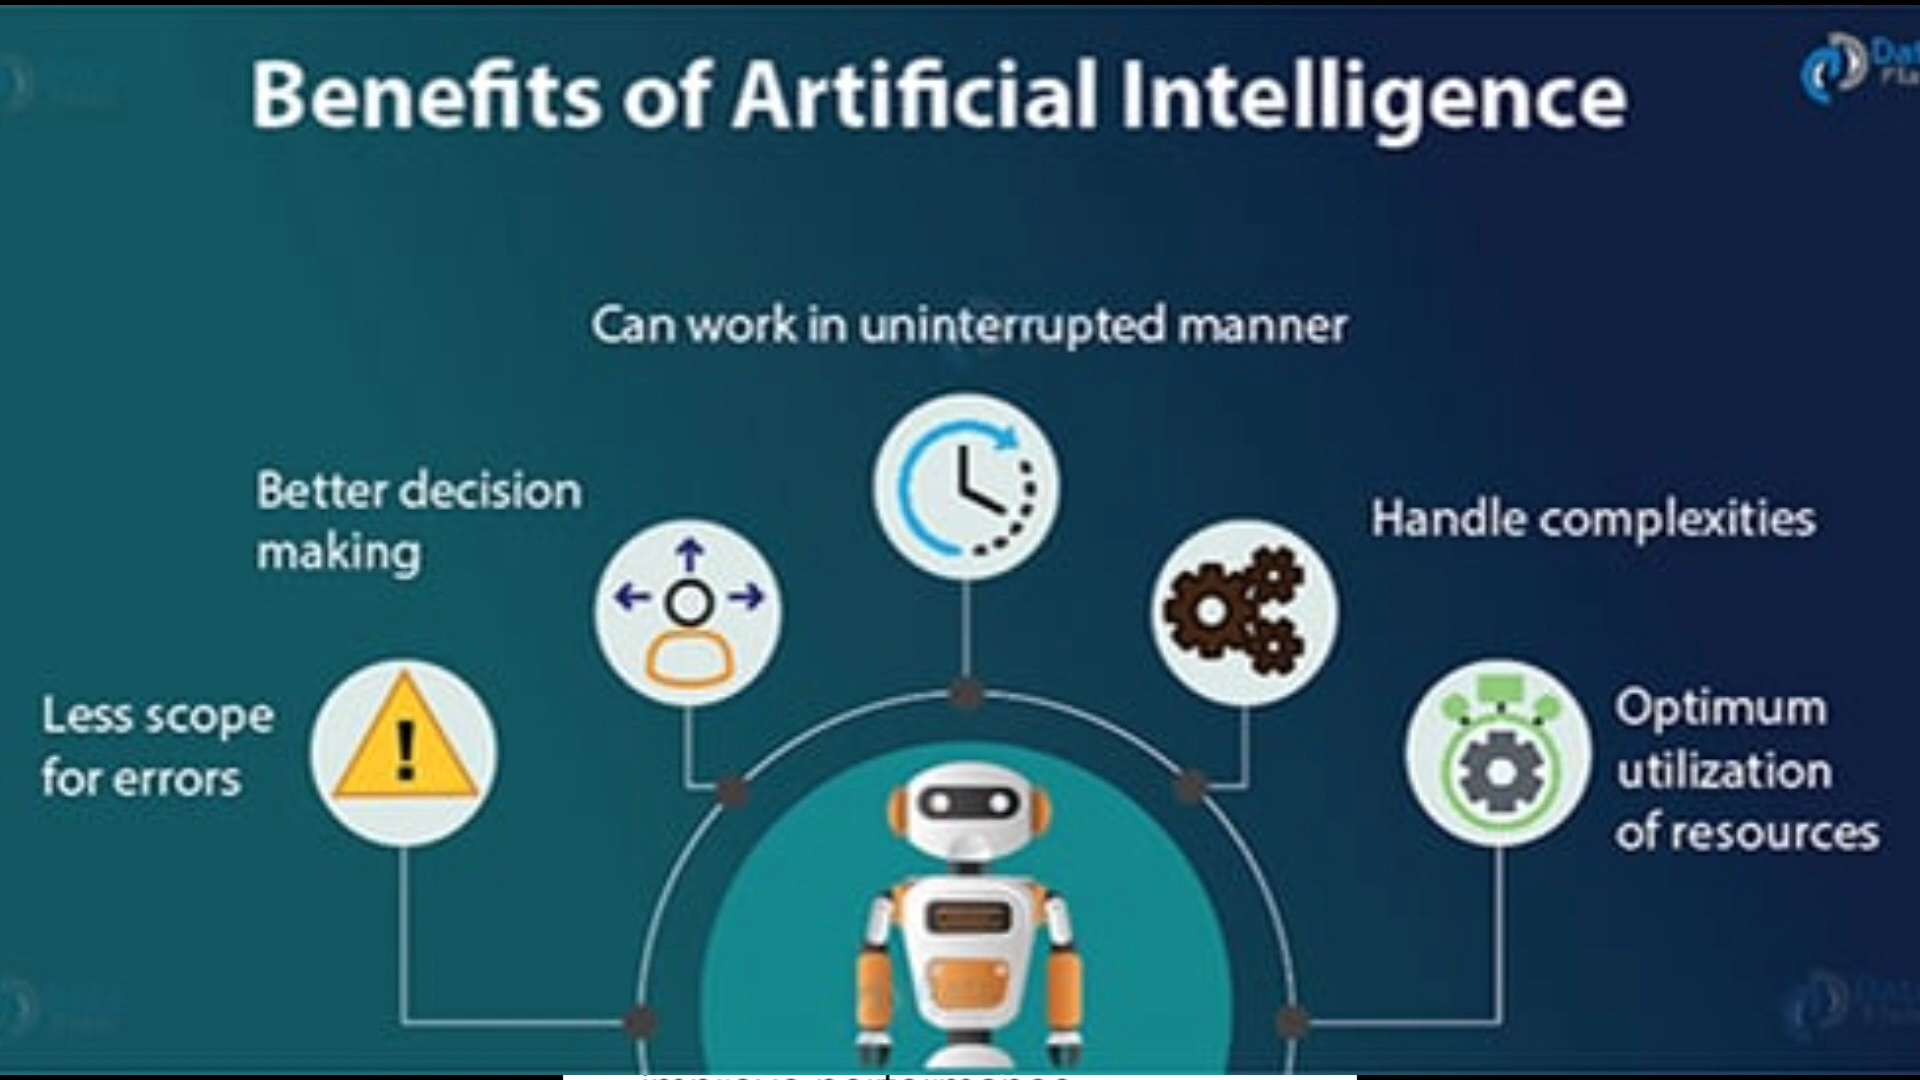 Benefits of Artificial Intelligence
Can work in uninterrupted manner
Better decision
making
Handle complexities
Less scope
for errors
Optimum
utilization
of resources